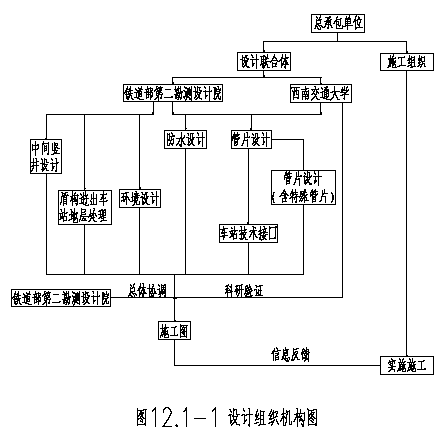 总承包单位
设计联合体
施工组织
铁道部第二勘测设计院
西南交通大学
中间竖
井设计
防水设计
管片设计
管片设计
(含特殊管片)
盾构进出车
站地层处理
环境设计
车站技术接口
总体协调
科研验证
铁道部第二勘测设计院
施工图
信息反馈
实施施工
图12.1-1 设计组织机构图